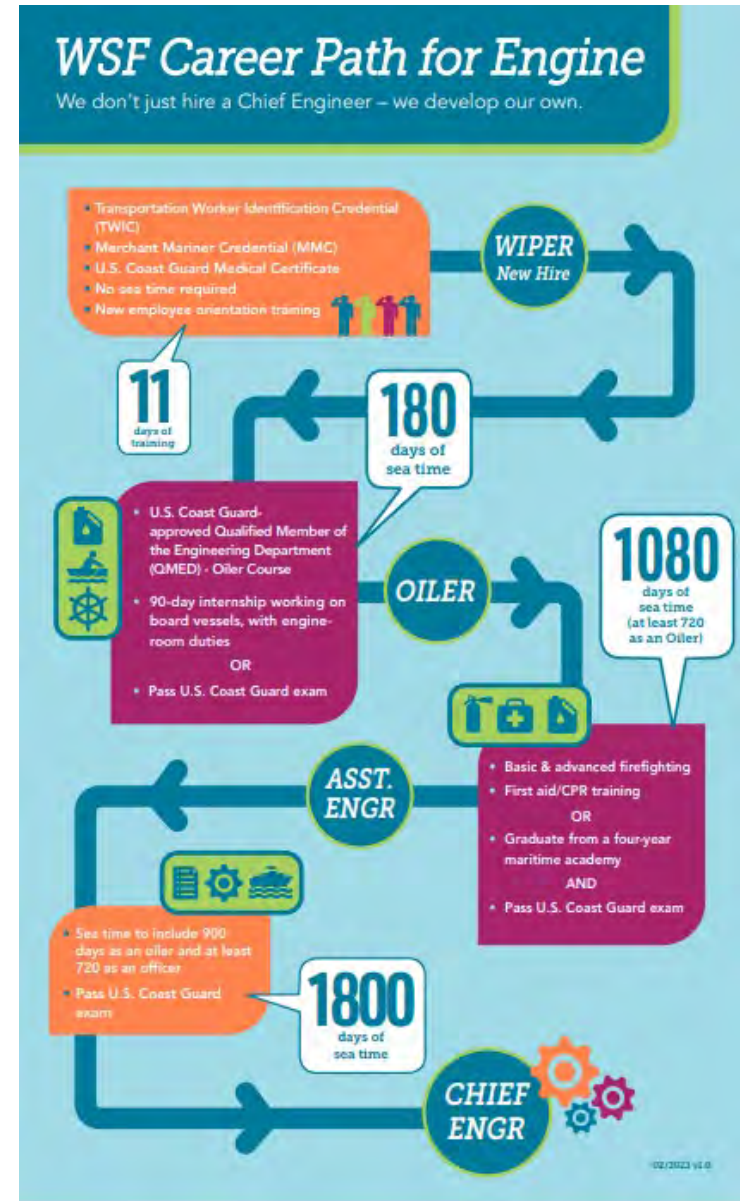 WSF Career Path for Engine
We don't just hire a Chief Engineer – we develop our own.
• Transportation Worker Identification Credential
(TWIC)
• Merchant Mariner Credential (MMC)
• U.S. Coast Guard Medical Certificate
• No sea time required
• New employee orientation training
WIPER
New Hire
11
days of
training
180
days of
sea time
• U.S. Coast Guard-
approved Qualified Member of
the Engineering Department
(QMED) - Oiler Course
• 90-day internship working on
board vessels, with engine-
room duties
OR
• Pass U.S. Coast Guard exam
OILER
1080
days of
sea time
(at least 720
as an Oiler)
• Basic & advanced firefighting
• First aid/CPR training
OR
• Graduate from a four-year
maritime academy
AND
• Pass U.S. Coast Guard exam
ASST.
ENGR
• Sea time to include 900
days as an oiler and at least
720 as an officer
• Pass U.S. Coast Guard
exam
1800
days of
sea time
CHIEF
ENGR